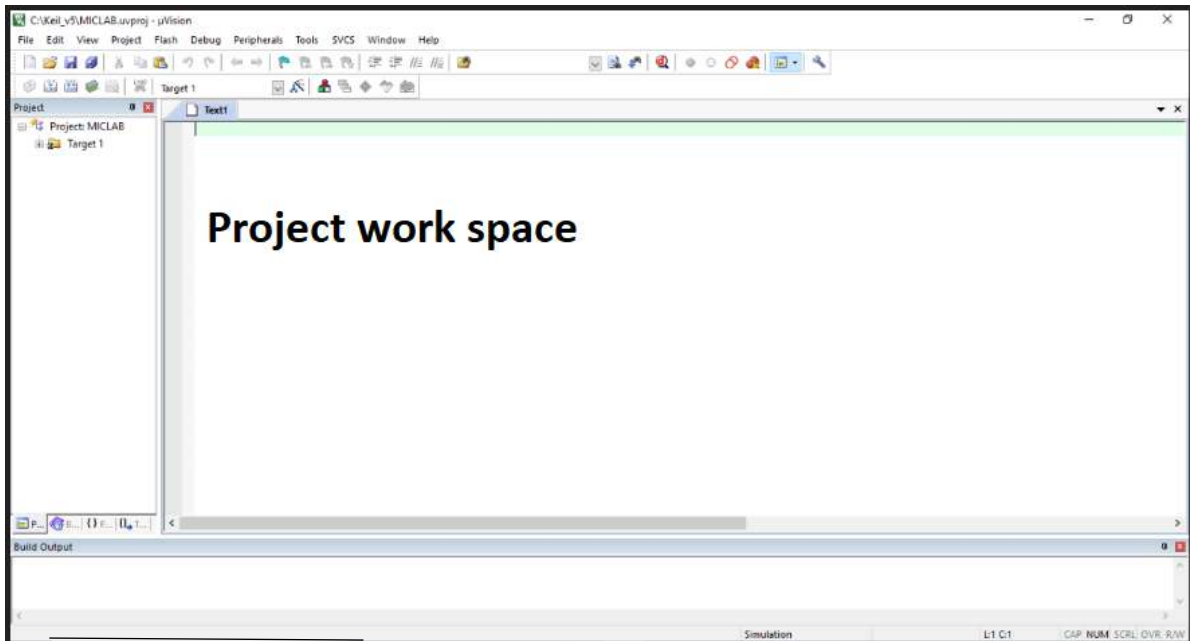 C:\Keil_v5\MICLAB.uvproj - µVision
File Edit View Project Flash Debug Peripherals Tools SVCS Window Help
Target 1
Project
Text1
Project: MICLAB
Target 1
Project work space
Build Output
Simulation L:1 C:1 CAP NUM SCRL OVR R/W